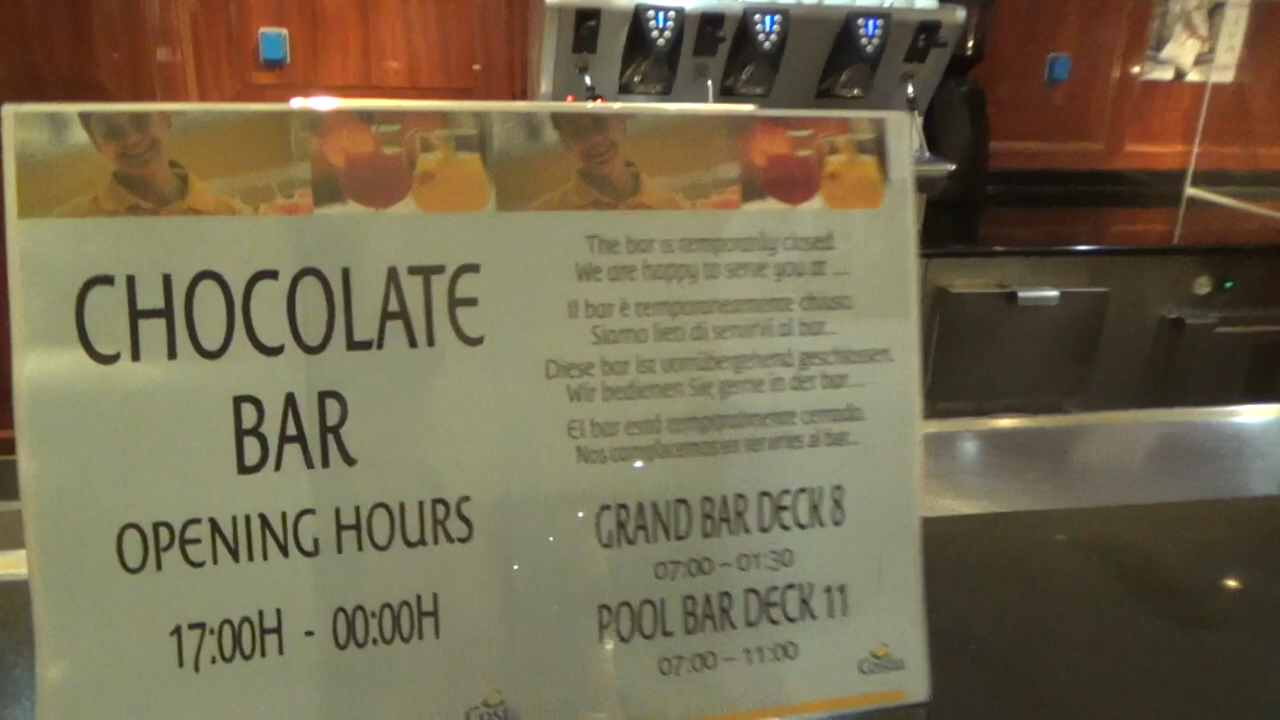 CHOCOLATE
BAR
OPENING HOURS
17:00H - 00:00H
The bar is temporarily closed.
We are happy to serve you at ...
Il bar è temporaneamente chiuso.
Siamo lieti di servirvi al bar...
Diese bar ist vorrübergehend geschlossen.
Wir bedienen Sie gerne in der bar...
El bar está temporalmente cerrado.
Nos complacemos en servirles al bar...
GRAND BAR DECK 8
07:00 - 01:30
POOL BAR DECK 11
07:00 - 11:00
Costa
Costa